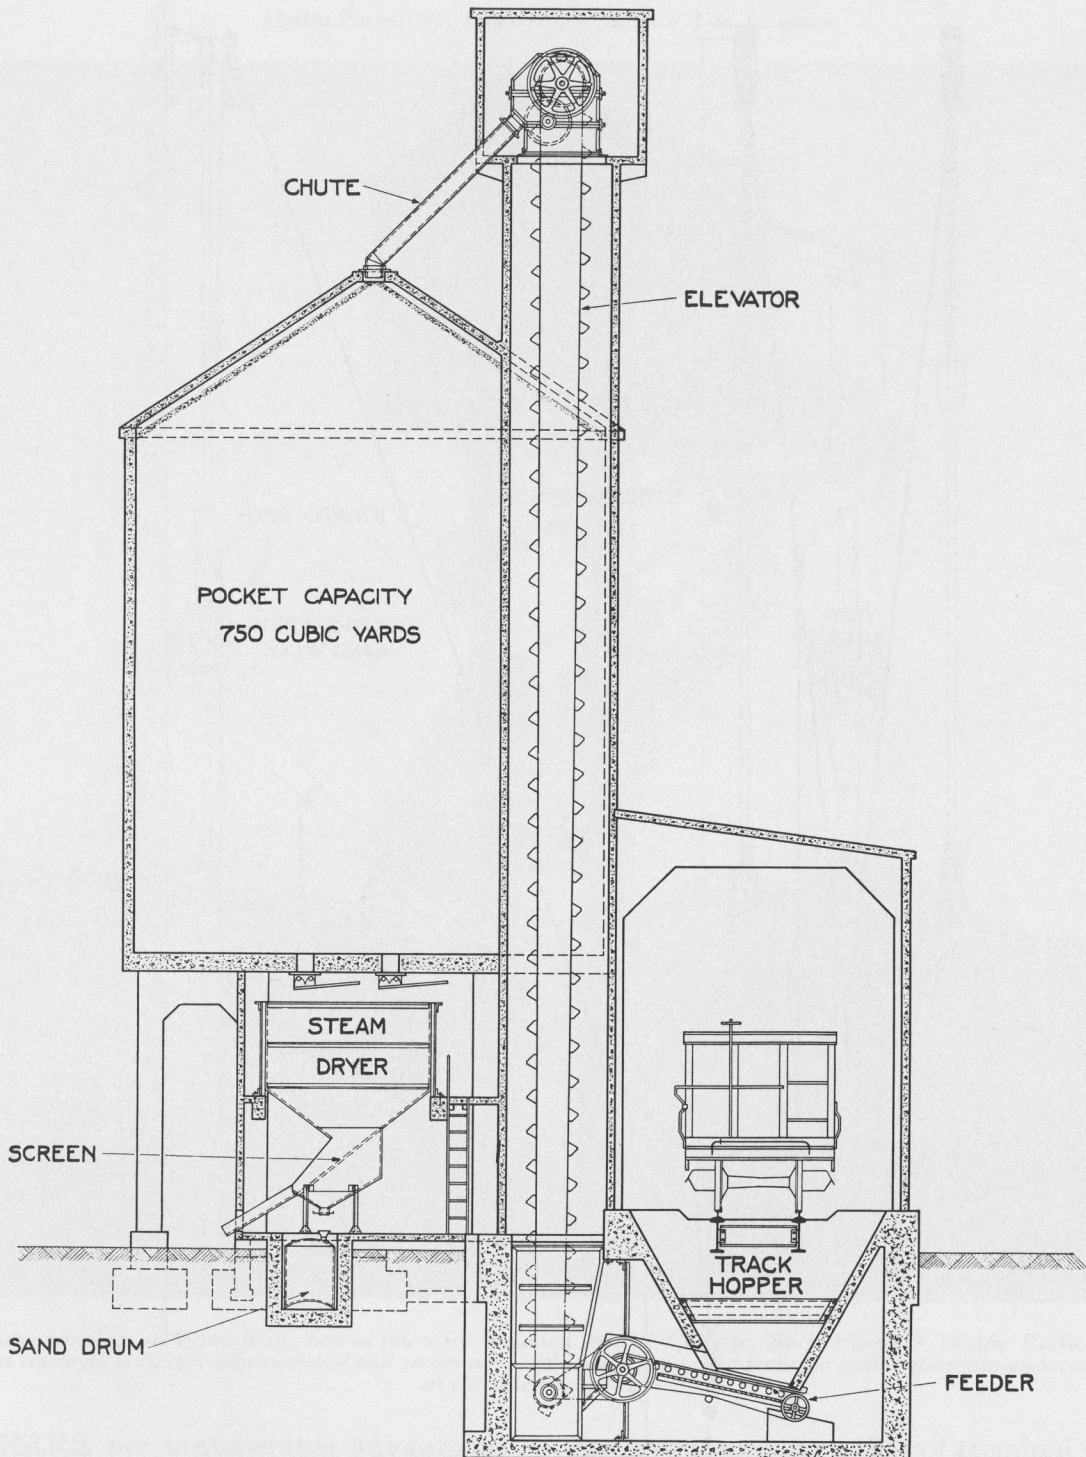 CHUTE
ELEVATOR
POCKET CAPACITY
750 CUBIC YARDS
STEAM
DRYER
SCREEN
TRACK
HOPPER
SAND DRUM
FEEDER